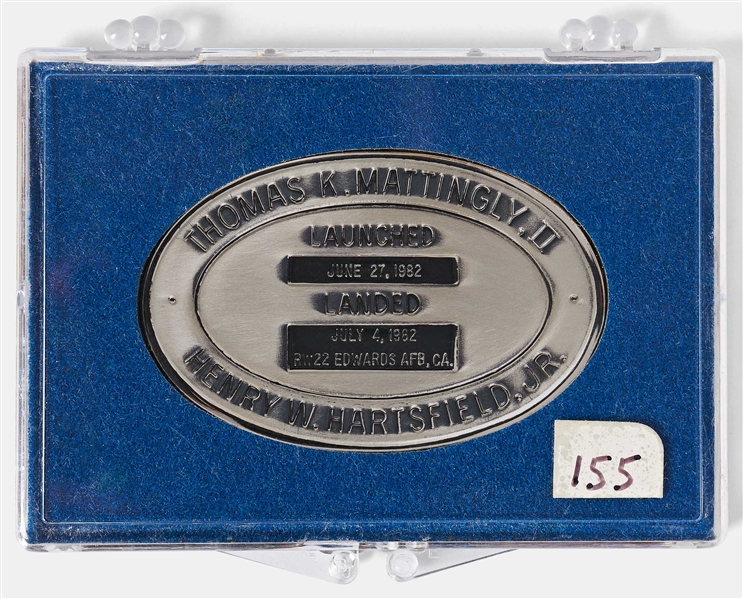 THOMAS K. MATTINGLY, II
LAUNCHED
JUNE 27, 1982
LANDED
JULY 4, 1982
RW22 EDWARDS AFB, CA.
HENRY W. HARTSFIELD, JR.
155